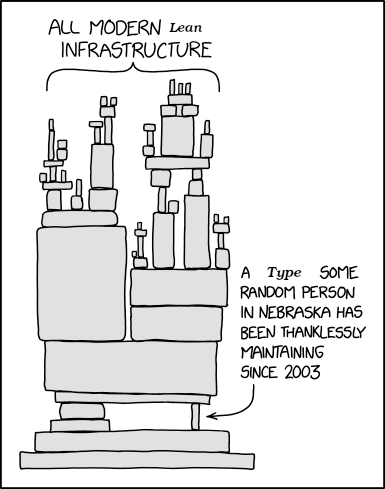 ALL MODERN Lean
INFRASTRUCTURE
A Type SOME
RANDOM PERSON
IN NEBRASKA HAS
BEEN THANKLESSLY
MAINTAINING
SINCE 2003